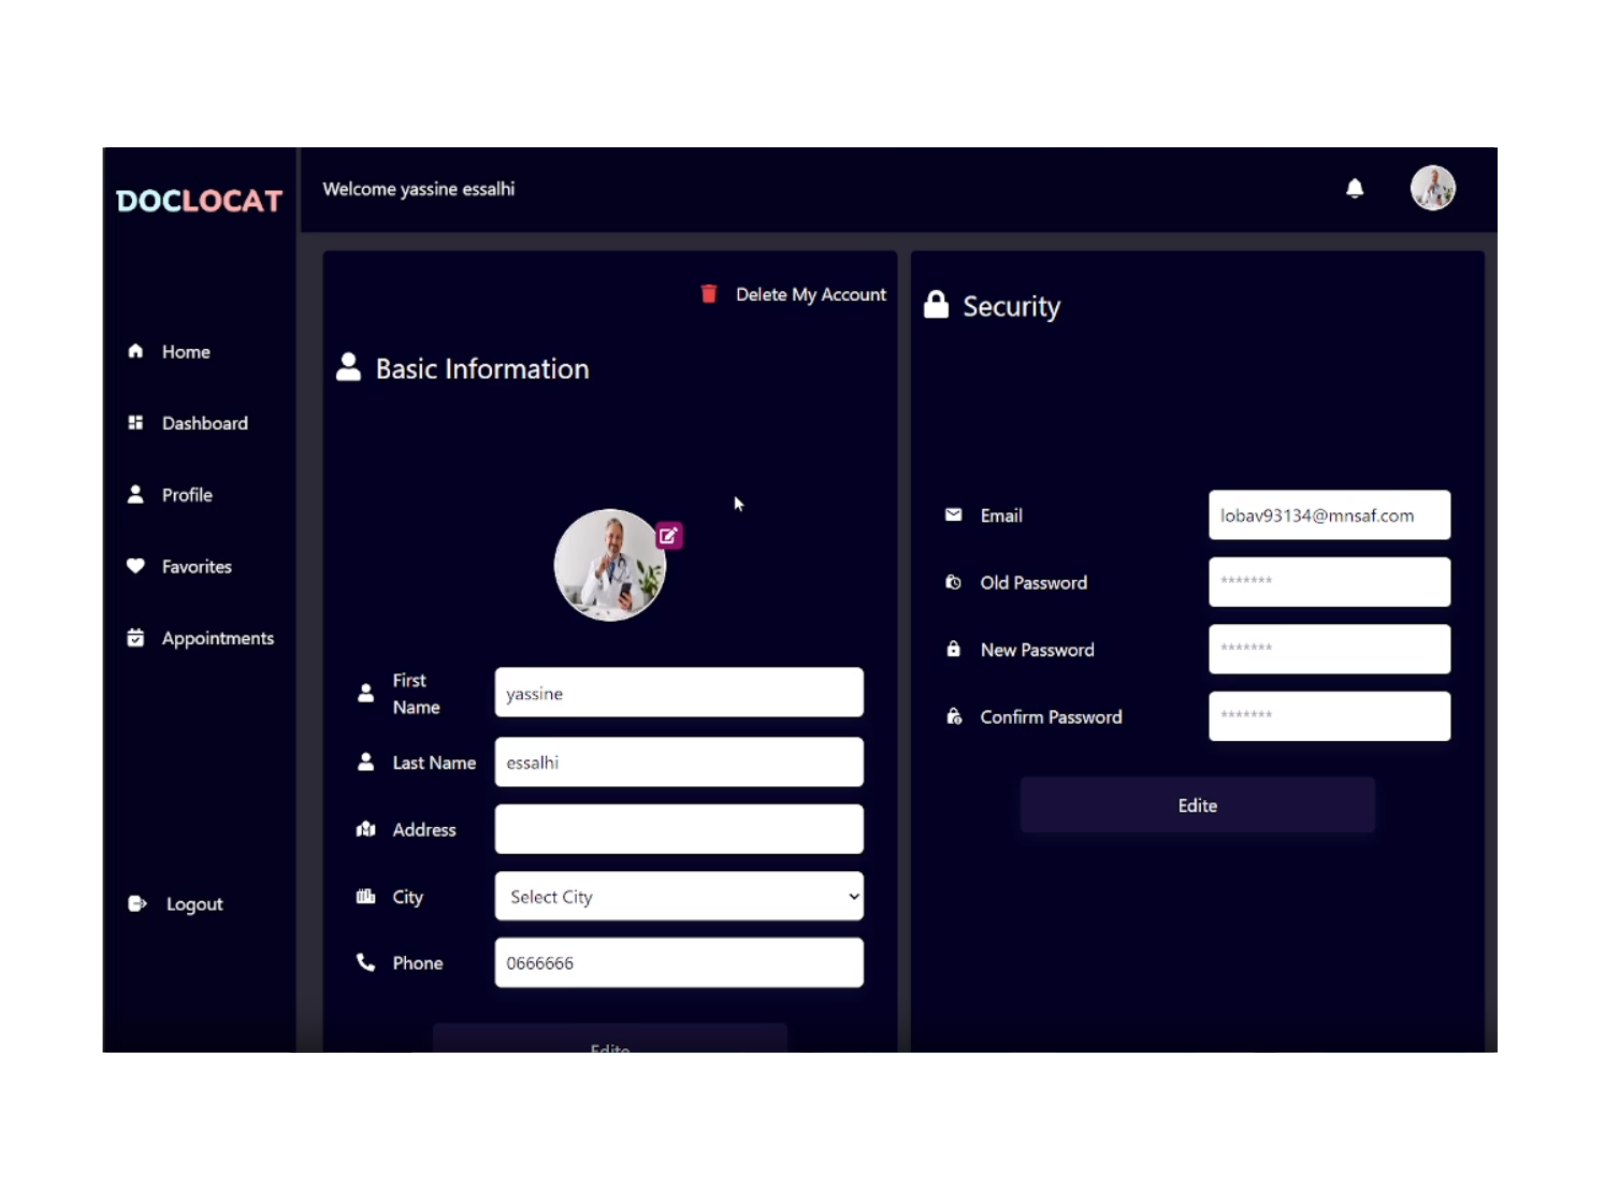 DOCLOCAT
Welcome yassine essalhi
Home
Dashboard
Profile
Favorites
Appointments
Logout
Delete My Account
Basic Information
First
Name
yassine
Last Name
essalhi
Address
City
Select City
Phone
0666666
Edite
Security
Email
lobav93134@mnsaf.com
Old Password
*******
New Password
*******
Confirm Password
*******
Edite